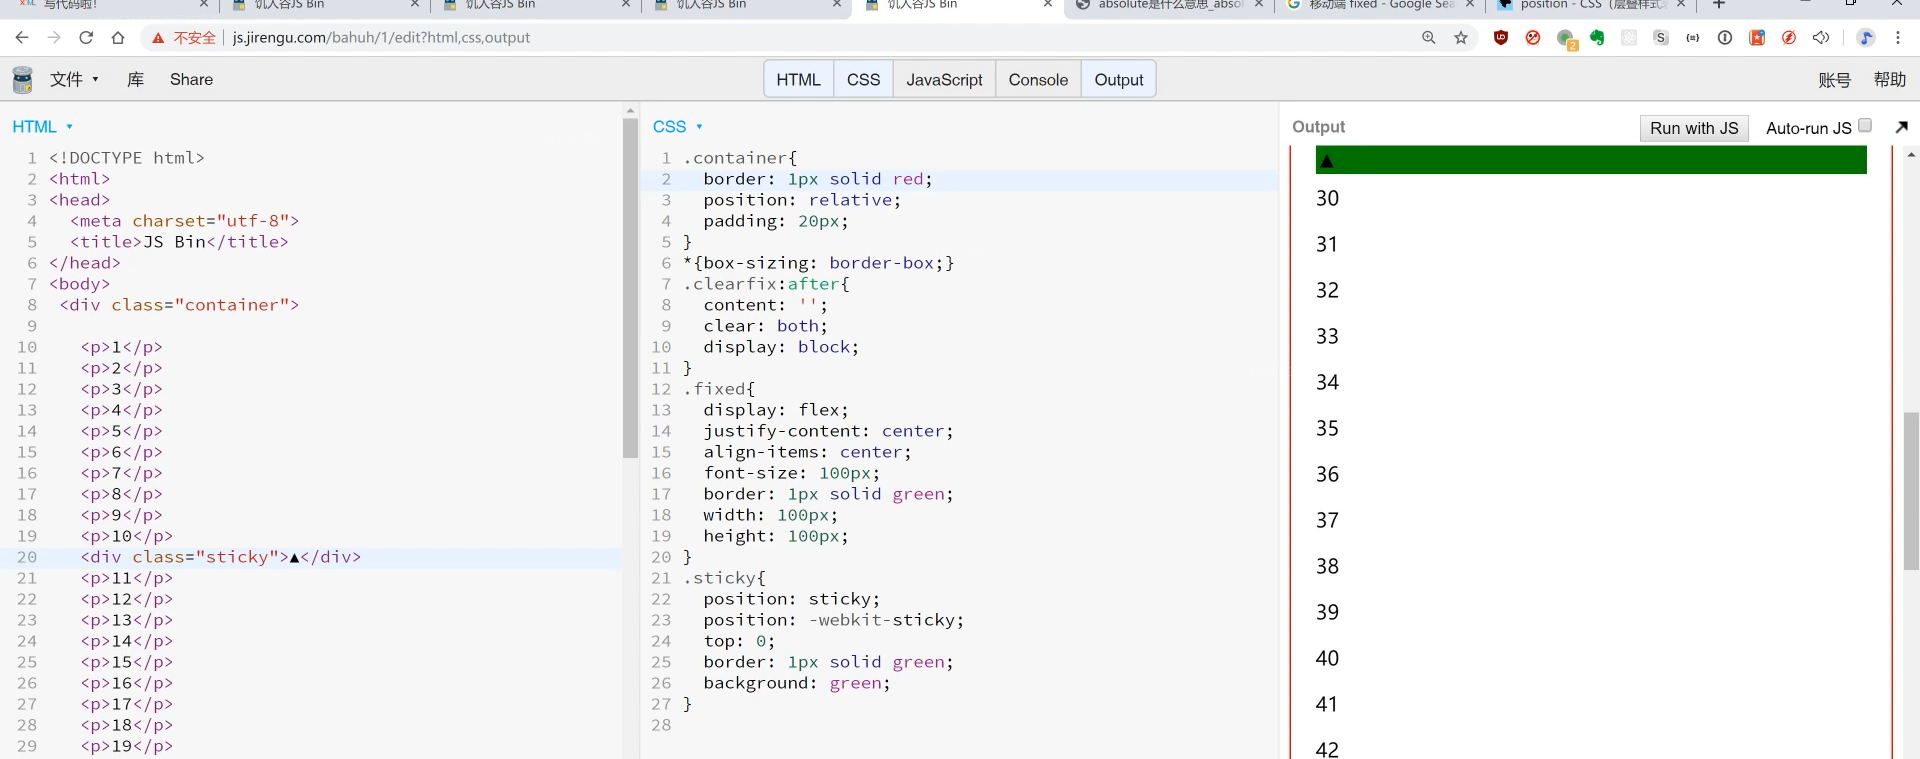 写代码啦!
饥人谷JS Bin
饥人谷JS Bin
饥人谷JS Bin
饥人谷JS Bin
absolute是什么意思_abso
移动端 fixed - Google Sea
position - CSS（层叠样式
不安全 js.jirengu.com/bahuh/1/edit?html,css,output
文件 库 Share HTML CSS JavaScript Console Output 账号 帮助
HTML
1 <!DOCTYPE html>
2 <html>
3 <head>
4 <meta charset="utf-8">
5 <title>JS Bin</title>
6 </head>
7 <body>
8 <div class="container">
9
10 <p>1</p>
11 <p>2</p>
12 <p>3</p>
13 <p>4</p>
14 <p>5</p>
15 <p>6</p>
16 <p>7</p>
17 <p>8</p>
18 <p>9</p>
19 <p>10</p>
20 <div class="sticky">▲</div>
21 <p>11</p>
22 <p>12</p>
23 <p>13</p>
24 <p>14</p>
25 <p>15</p>
26 <p>16</p>
27 <p>17</p>
28 <p>18</p>
29 <p>19</p>
CSS
1 .container{
2 border: 1px solid red;
3 position: relative;
4 padding: 20px;
5 }
6 *{box-sizing: border-box;}
7 .clearfix:after{
8 content: '';
9 clear: both;
10 display: block;
11 }
12 .fixed{
13 display: flex;
14 justify-content: center;
15 align-items: center;
16 font-size: 100px;
17 border: 1px solid green;
18 width: 100px;
19 height: 100px;
20 }
21 .sticky{
22 position: sticky;
23 position: -webkit-sticky;
24 top: 0;
25 border: 1px solid green;
26 background: green;
27 }
28
Output Run with JS Auto-run JS
▲
30
31
32
33
34
35
36
37
38
39
40
41
42